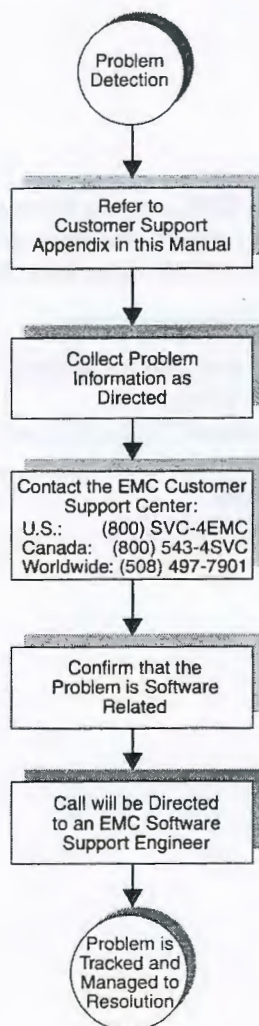 Problem
Detection
Refer to
Customer Support
Appendix in this Manual
Collect Problem
Information as
Directed
Contact the EMC Customer
Support Center:
U.S.: (800) SVC-4EMC
Canada: (800) 543-4SVC
Worldwide: (508) 497-7901
Confirm that the
Problem is Software
Related
Call will be Directed
to an EMC Software
Support Engineer
Problem is
Tracked and
Managed to
Resolution